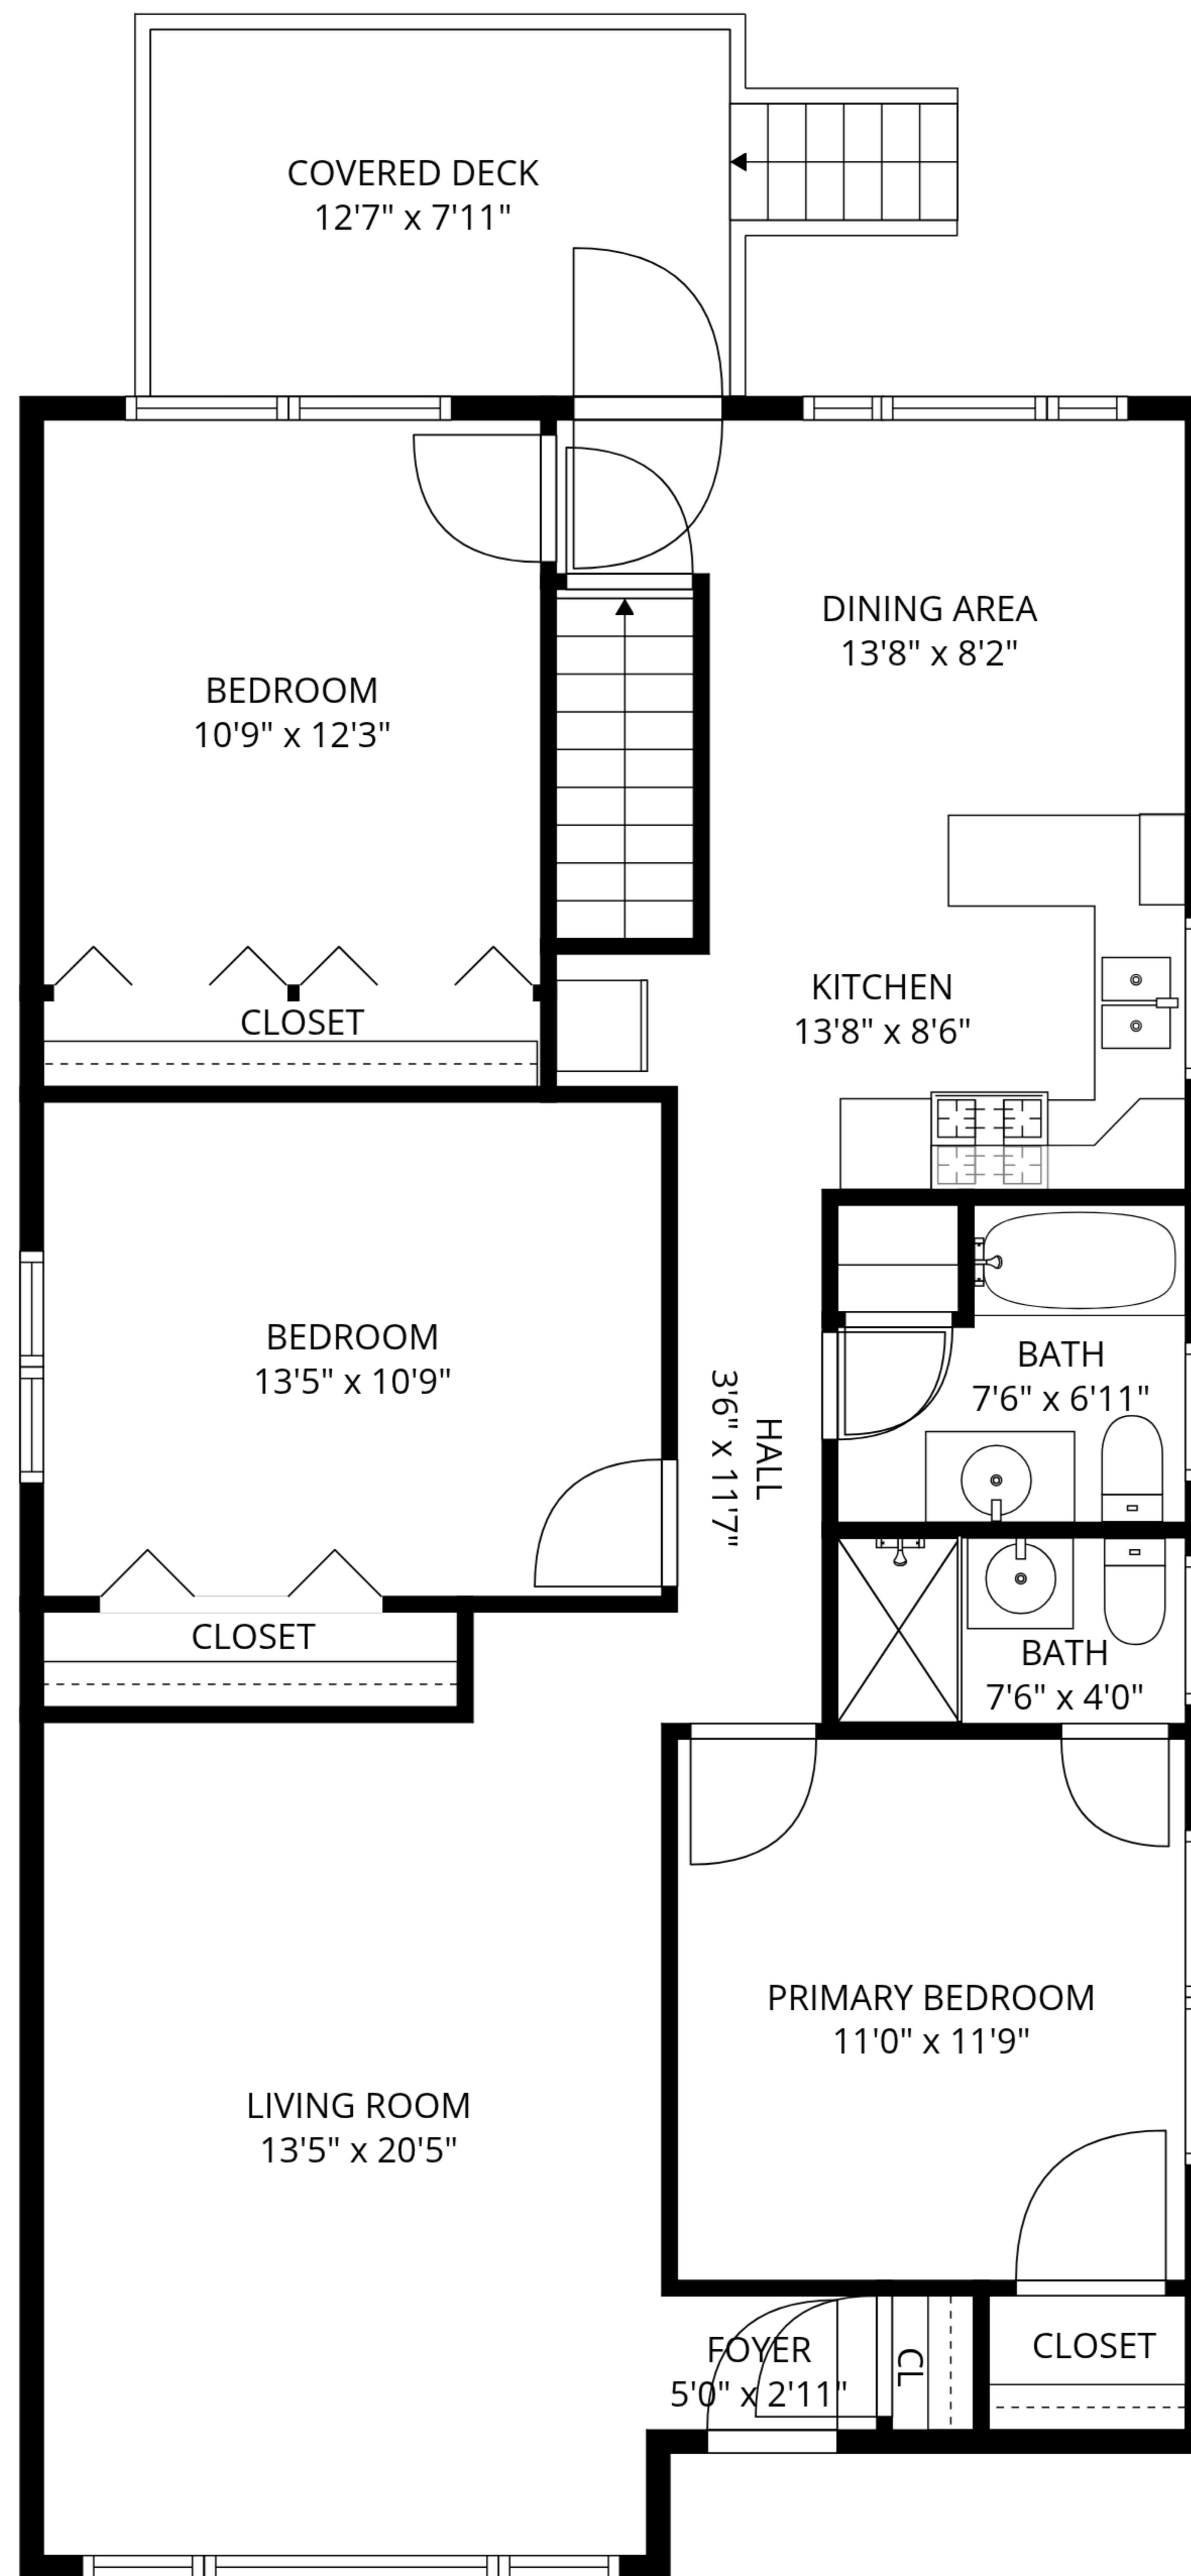 COVERED DECK
12'7" x 7'11"
DINING AREA
13'8" x 8'2"
BEDROOM
10'9" x 12'3"
KITCHEN
13'8" x 8'6"
CLOSET
BEDROOM
13'5" x 10'9"
HALL
3'6" x 11'7"
BATH
7'6" x 6'11"
CLOSET
BATH
7'6" x 4'0"
PRIMARY BEDROOM
11'0" x 11'9"
LIVING ROOM
13'5" x 20'5"
FOYER
5'0" x 2'11"
CL
CLOSET